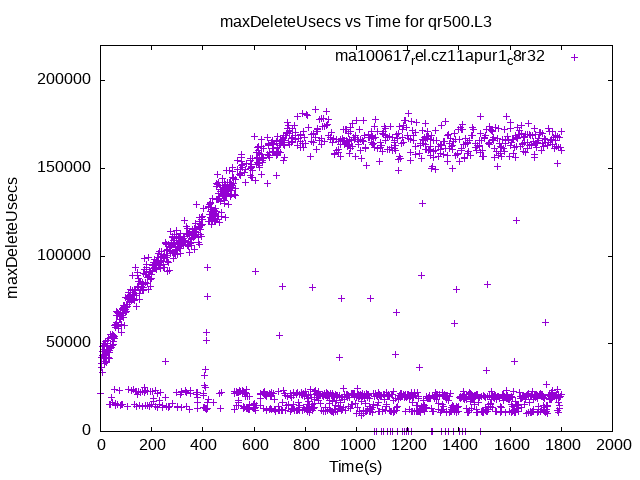 maxDeleteUsecs vs Time for qr500.L3
ma100617rel.cz11apur1c8r32
200000
150000
100000
50000
0
maxDeleteUsecs
0 200 400 600 800 1000 1200 1400 1600 1800 2000
Time(s)